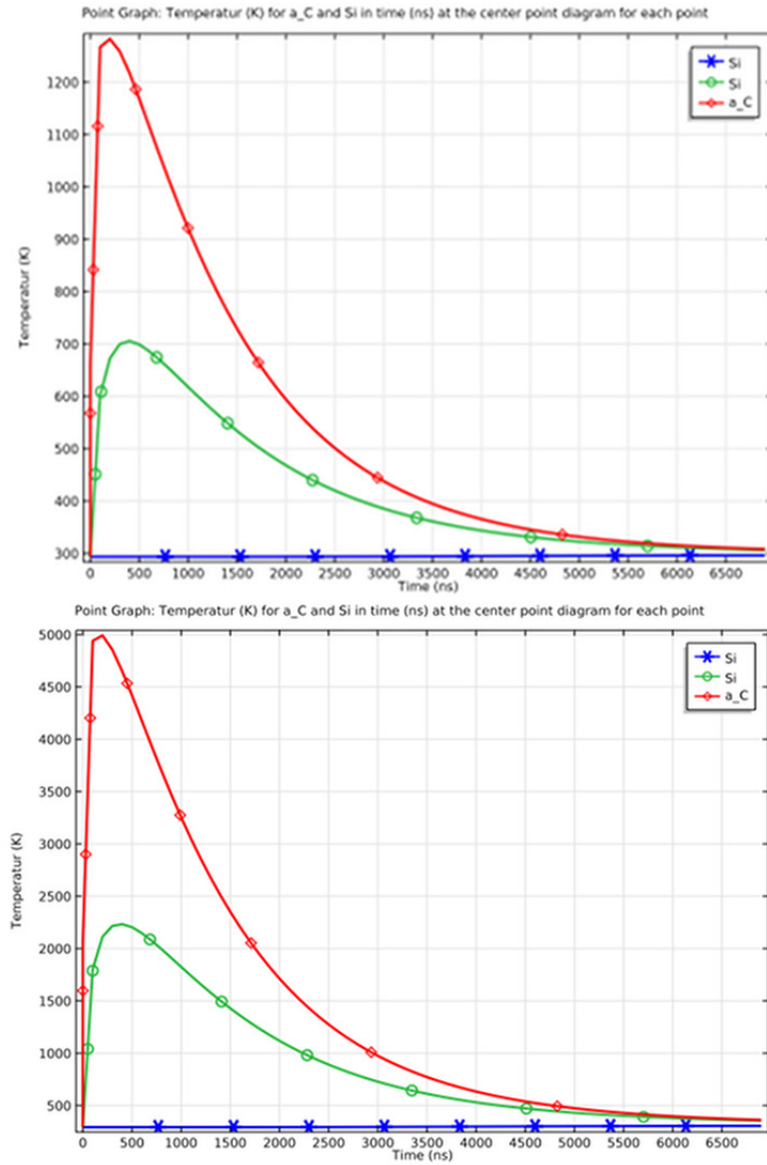 Point Graph: Temperatur (K) for a_C and Si in time (ns) at the center point diagram for each point
Si
Si
a_C
Temperatur (K)
1200
1100
1000
900
800
700
600
500
400
300
0 500 1000 1500 2000 2500 3000 3500 4000 4500 5000 5500 6000 6500
Time (ns)
Point Graph: Temperatur (K) for a_C and Si in time (ns) at the center point diagram for each point
Si
Si
a_C
Temperatur (K)
5000
4500
4000
3500
3000
2500
2000
1500
1000
500
0 500 1000 1500 2000 2500 3000 3500 4000 4500 5000 5500 6000 6500
Time (ns)